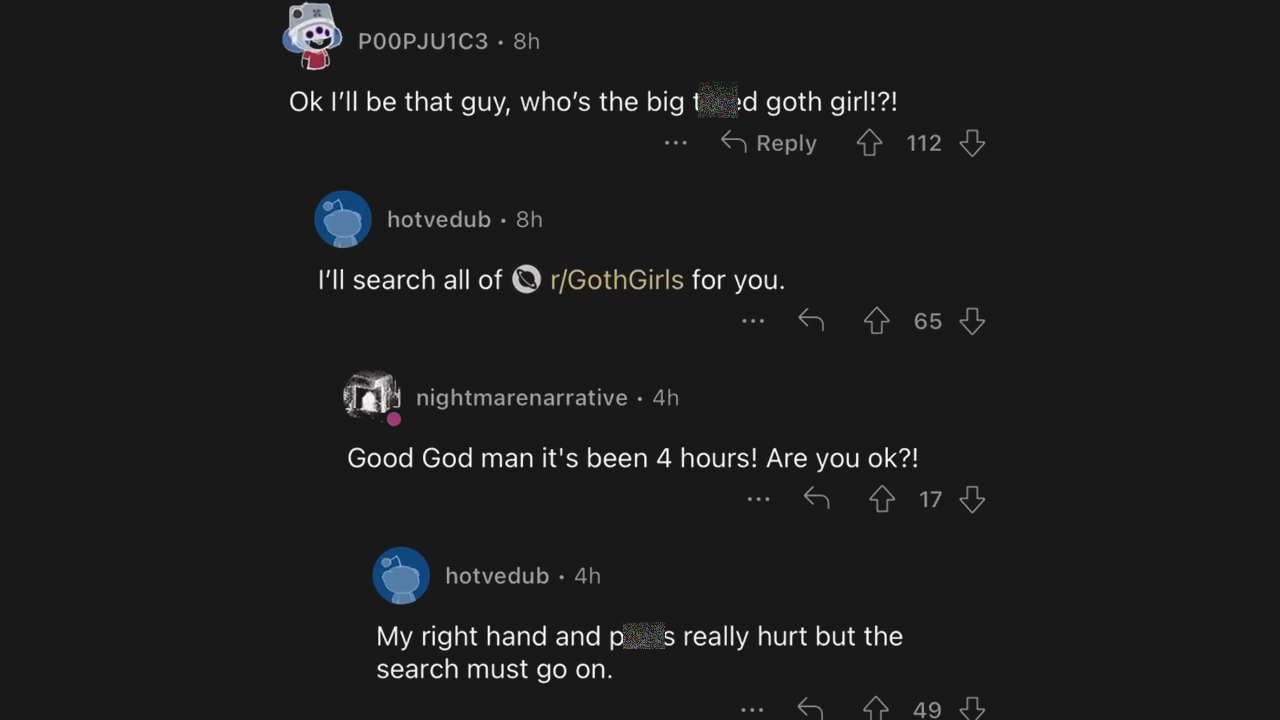 P00PJU1C3 • 8h
Ok I’ll be that guy, who’s the big goth girl!?!
... Reply 112
hotvedub • 8h
I’ll search all of r/GothGirls for you.
... 65
nightmarenarrative • 4h
Good God man it's been 4 hours! Are you ok?!
... 17
hotvedub • 4h
My right hand and really hurt but the
search must go on.
... 49